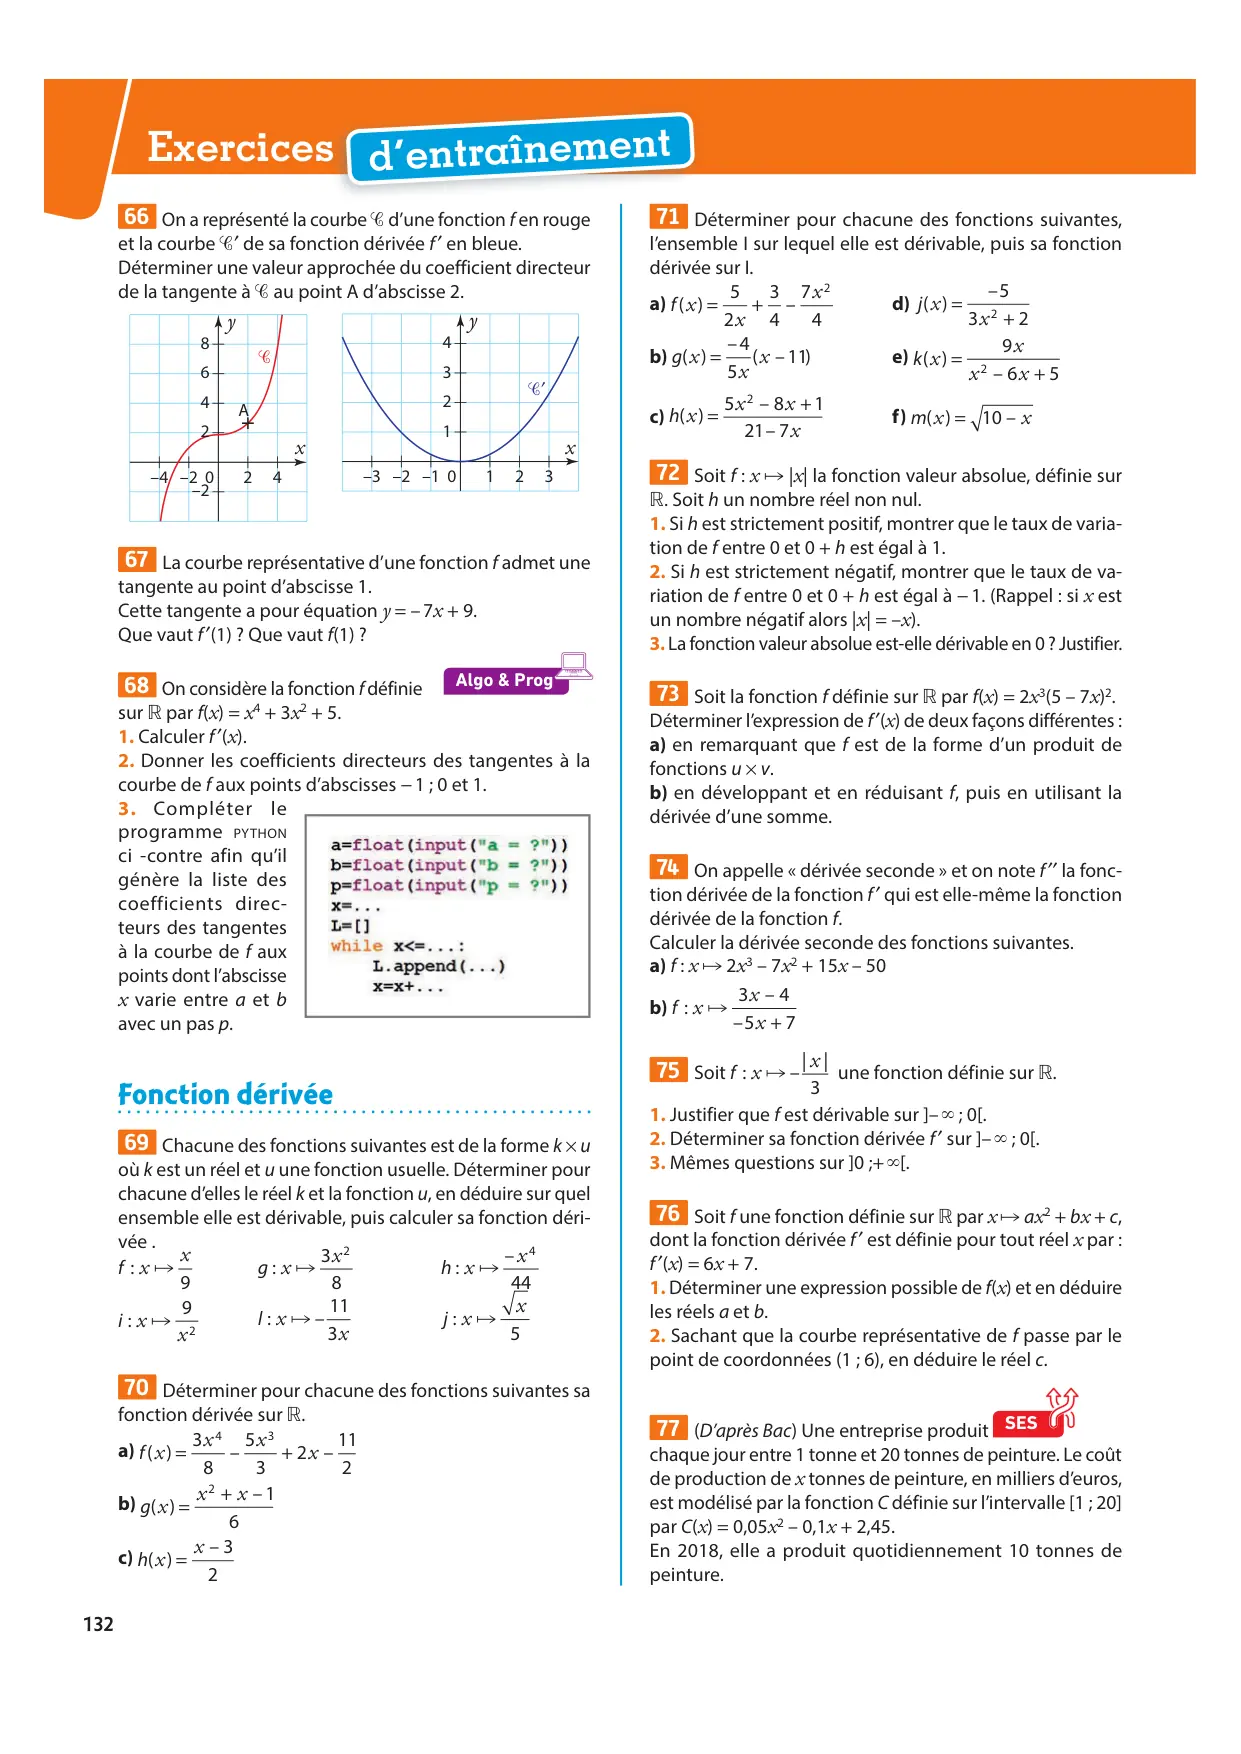 Exercices d'entraînement
66 On a représenté la courbe 𝒞 d'une fonction f en rouge
et la courbe 𝒞′ de sa fonction dérivée f′ en bleue.
Déterminer une valeur approchée du coefficient directeur
de la tangente à 𝒞 au point A d'abscisse 2.
y
8
𝒞
6
4
A
2
x
–4 –2 0 2 4
–2
y
4
𝒞′
3
2
1
x
–3 –2 –1 0 1 2 3
67 La courbe représentative d'une fonction f admet une
tangente au point d'abscisse 1.
Cette tangente a pour équation y = – 7x + 9.
Que vaut f′(1) ? Que vaut f(1) ?
Algo & Prog
68 On considère la fonction f définie
sur ℝ par f(x) = x⁴ + 3x² + 5.
1. Calculer f′(x).
2. Donner les coefficients directeurs des tangentes à la
courbe de f aux points d'abscisses – 1 ; 0 et 1.
3. Compléter le
programme PYTHON
ci -contre afin qu'il
génère la liste des
coefficients direc-
teurs des tangentes
à la courbe de f aux
points dont l'abscisse
x varie entre a et b
avec un pas p.
a=float(input("a = ?"))
b=float(input("b = ?"))
p=float(input("p = ?"))
x=...
L=[]
while x<=...:
    L.append(...)
    x=x+...
Fonction dérivée
69 Chacune des fonctions suivantes est de la forme k × u
où k est un réel et u une fonction usuelle. Déterminer pour
chacune d'elles le réel k et la fonction u, en déduire sur quel
ensemble elle est dérivable, puis calculer sa fonction déri-
vée .
f : x ↦ x/9 g : x ↦ 3x²/8 h : x ↦ –x⁴/44
i : x ↦ 9/x² l : x ↦ –11/3x j : x ↦ √x/5
70 Déterminer pour chacune des fonctions suivantes sa
fonction dérivée sur ℝ.
a) f(x) = 3x⁴/8 – 5x³/3 + 2x – 11/2
b) g(x) = (x² + x – 1)/6
c) h(x) = (x – 3)/2
132
71 Déterminer pour chacune des fonctions suivantes,
l'ensemble I sur lequel elle est dérivable, puis sa fonction
dérivée sur I.
a) f(x) = 5/2x + 3/4 – 7x²/4 d) j(x) = –5/(3x² + 2)
b) g(x) = –4/5x (x – 11) e) k(x) = 9x/(x² – 6x + 5)
c) h(x) = (5x² – 8x + 1)/(21 – 7x) f) m(x) = √(10 – x)
72 Soit f : x ↦ |x| la fonction valeur absolue, définie sur
ℝ. Soit h un nombre réel non nul.
1. Si h est strictement positif, montrer que le taux de varia-
tion de f entre 0 et 0 + h est égal à 1.
2. Si h est strictement négatif, montrer que le taux de va-
riation de f entre 0 et 0 + h est égal à – 1. (Rappel : si x est
un nombre négatif alors |x| = –x).
3. La fonction valeur absolue est-elle dérivable en 0 ? Justifier.
73 Soit la fonction f définie sur ℝ par f(x) = 2x³(5 – 7x)².
Déterminer l'expression de f′(x) de deux façons différentes :
a) en remarquant que f est de la forme d'un produit de
fonctions u × v.
b) en développant et en réduisant f, puis en utilisant la
dérivée d'une somme.
74 On appelle « dérivée seconde » et on note f″ la fonc-
tion dérivée de la fonction f′ qui est elle-même la fonction
dérivée de la fonction f.
Calculer la dérivée seconde des fonctions suivantes.
a) f : x ↦ 2x³ – 7x² + 15x – 50
b) f : x ↦ (3x – 4)/(–5x + 7)
75 Soit f : x ↦ –|x|/3 une fonction définie sur ℝ.
1. Justifier que f est dérivable sur ]– ∞ ; 0[.
2. Déterminer sa fonction dérivée f′ sur ]– ∞ ; 0[.
3. Mêmes questions sur ]0 ;+ ∞[.
76 Soit f une fonction définie sur ℝ par x ↦ ax² + bx + c,
dont la fonction dérivée f′ est définie pour tout réel x par :
f′(x) = 6x + 7.
1. Déterminer une expression possible de f(x) et en déduire
les réels a et b.
2. Sachant que la courbe représentative de f passe par le
point de coordonnées (1 ; 6), en déduire le réel c.
SES
77 (D'après Bac) Une entreprise produit
chaque jour entre 1 tonne et 20 tonnes de peinture. Le coût
de production de x tonnes de peinture, en milliers d'euros,
est modélisé par la fonction C définie sur l'intervalle [1 ; 20]
par C(x) = 0,05x² – 0,1x + 2,45.
En 2018, elle a produit quotidiennement 10 tonnes de
peinture.